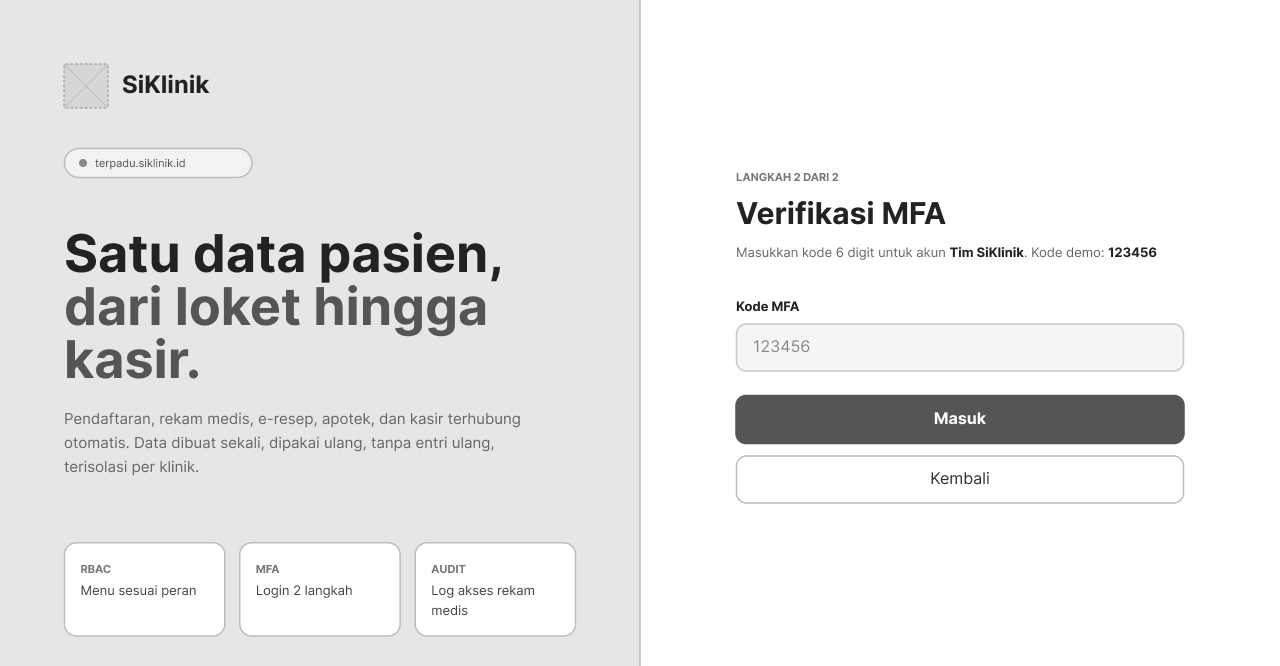 SiKlinik
terpadu.siklinik.id
Satu data pasien,
dari loket hingga
kasir.
Pendaftaran, rekam medis, e-resep, apotek, dan kasir terhubung
otomatis. Data dibuat sekali, dipakai ulang, tanpa entri ulang,
terisolasi per klinik.
RBAC
Menu sesuai peran
MFA
Login 2 langkah
AUDIT
Log akses rekam
medis
LANGKAH 2 DARI 2
Verifikasi MFA
Masukkan kode 6 digit untuk akun Tim SiKlinik. Kode demo: 123456
Kode MFA
123456
Masuk
Kembali